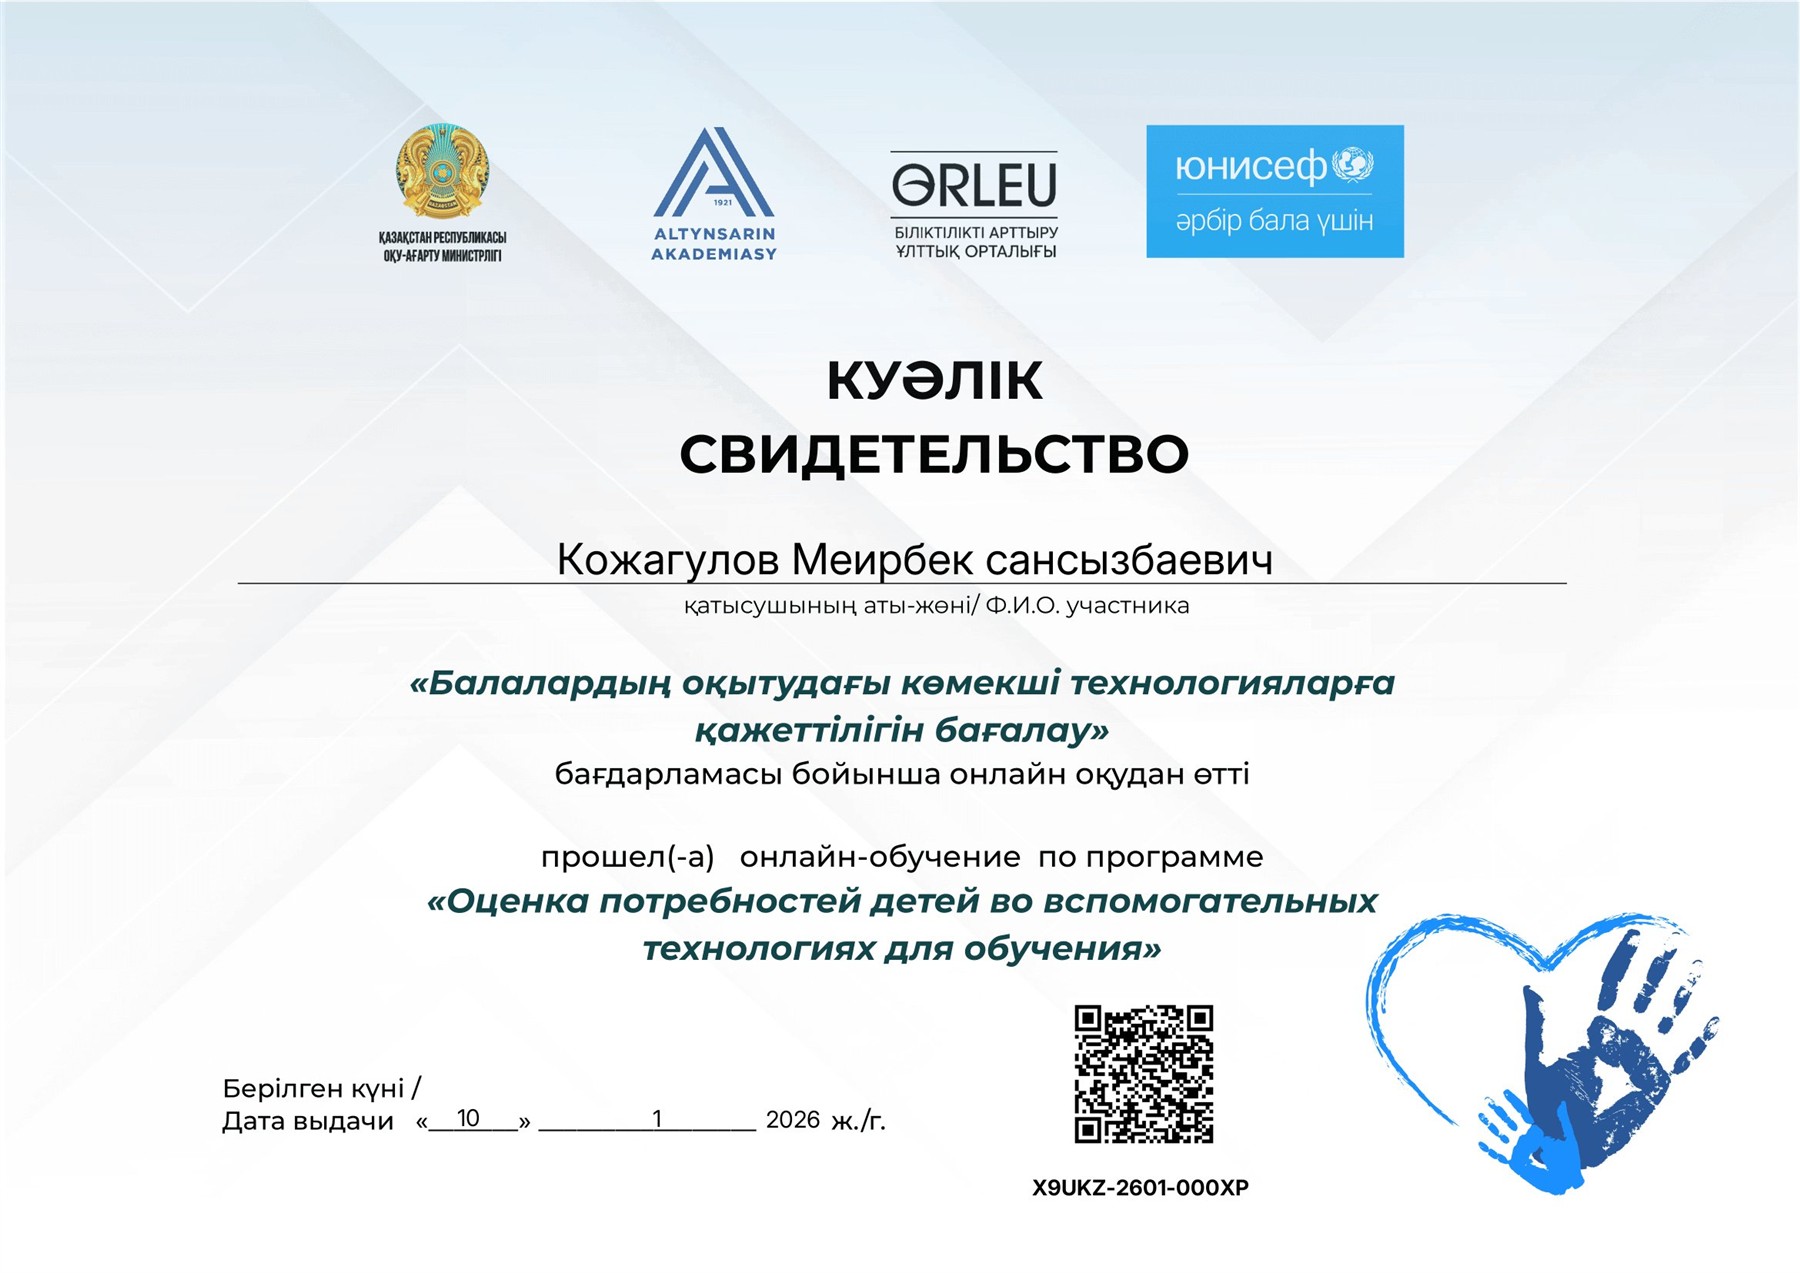 ҚАЗАҚСТАН РЕСПУБЛИКАСЫ
ОҚУ-АҒАРТУ МИНИСТРЛІГІ
1921
ALTYNSARIN
AKADEMIASY
ӨRLEU
БІЛІКТІЛІКТІ АРТТЫРУ
ҰЛТТЫҚ ОРТАЛЫҒЫ
юнисеф
әрбір бала үшін
КУӘЛІК
СВИДЕТЕЛЬСТВО
Кожагулов Меирбек сансызбаевич
қатысушының аты-жөні/ Ф.И.О. участника
«Балалардың оқытудағы көмекші технологияларға
қажеттілігін бағалау»
бағдарламасы бойынша онлайн оқудан өтті
прошел(-а) онлайн-обучение по программе
«Оценка потребностей детей во вспомогательных
технологиях для обучения»
Берілген күні /
Дата выдачи «__10___» _________1________ 2026 ж./г.
X9UKZ-2601-000XP